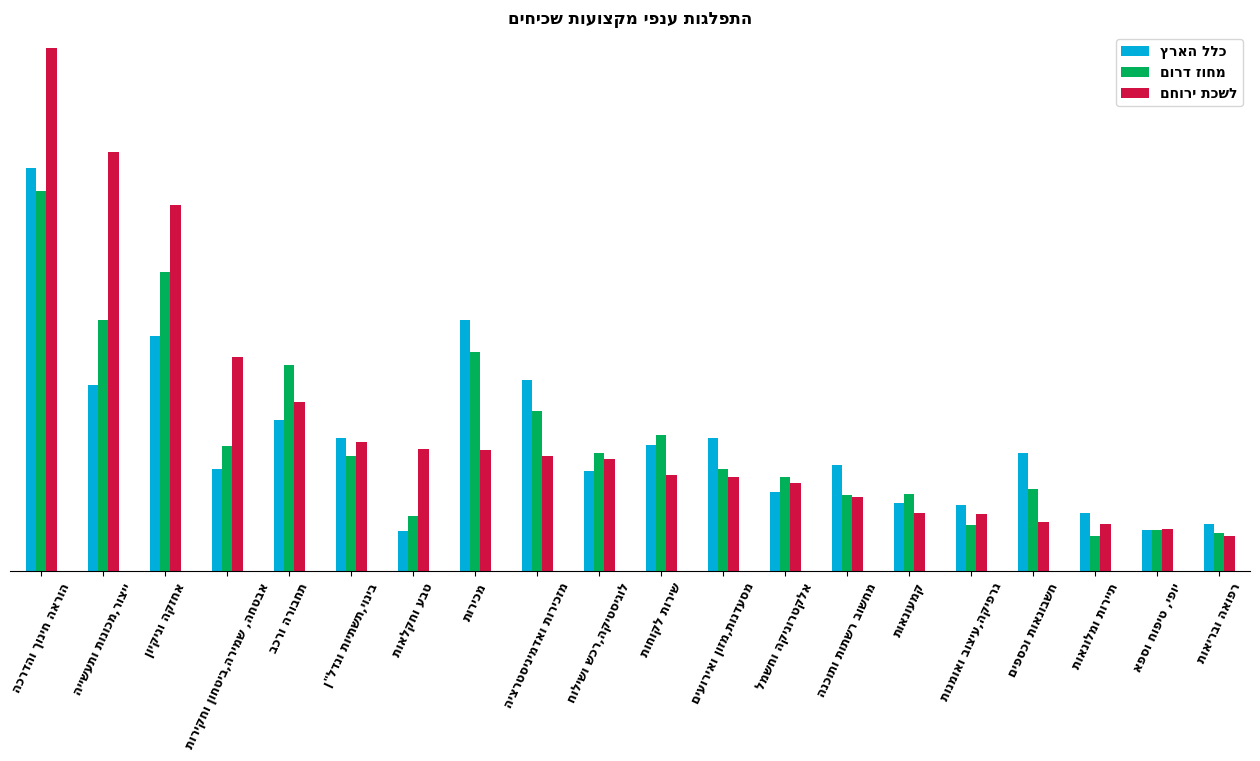 התפלגות ענפי מקצועות שכיחים
כלל הארץ
מחוז דרום
לשכת ירוחם
הוראה חינוך והדרכה
ייצור,מכונות ותעשייה
אחזקה וניקיון
אבטחה, שמירה,ביטחון וחקירות
תחבורה ורכב
בינוי,תשתיות ונדל"ן
טבע וחקלאות
מכירות
מזכירות ואדמיניסטרציה
לוגיסטיקה,רכש ושילוח
שירות לקוחות
מסעדנות,מזון ואירועים
אלקטרוניקה וחשמל
מחשוב רשתות ותוכנה
קמעונאות
גרפיקה,עיצוב ואומנות
חשבונאות וכספים
תיירות ומלונאות
יופי, טיפוח וספא
רפואה ובריאות